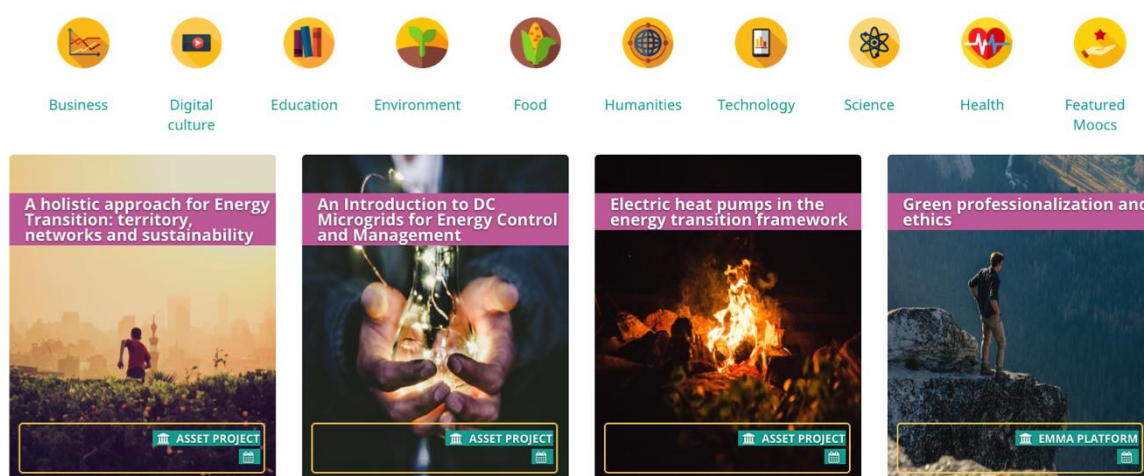 Business
Digital
culture
Education
Environment
Food
Humanities
Technology
Science
Health
Featured
Moocs
A holistic approach for Energy
Transition: territory,
networks and sustainability
An Introduction to DC
Microgrids for Energy Control
and Management
Electric heat pumps in the
energy transition framework
Green professionalization and
ethics
ASSET PROJECT
ASSET PROJECT
ASSET PROJECT
EMMA PLATFORM